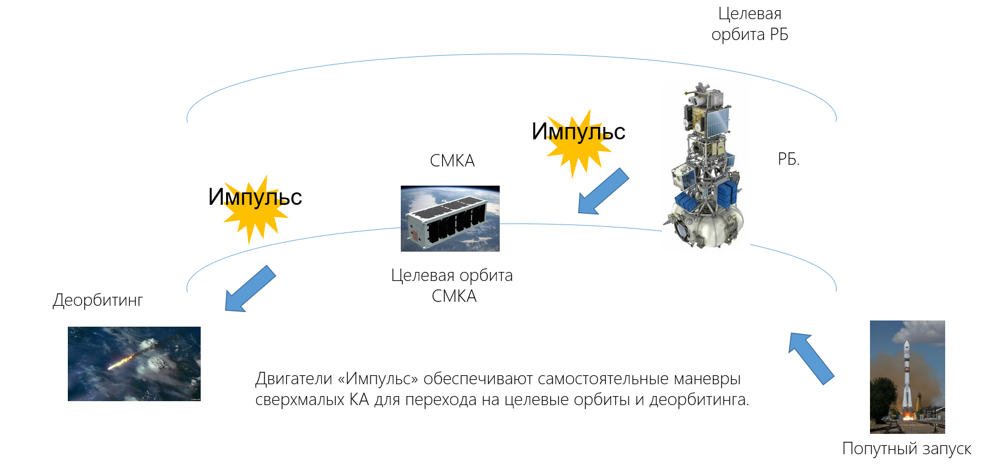 Целевая
орбита РБ
Импульс
СМКА
РБ.
Импульс
Целевая орбита
СМКА
Деорбитинг
Двигатели «Импульс» обеспечивают самостоятельные маневры
сверхмалых КА для перехода на целевые орбиты и деорбитинга.
Попутный запуск